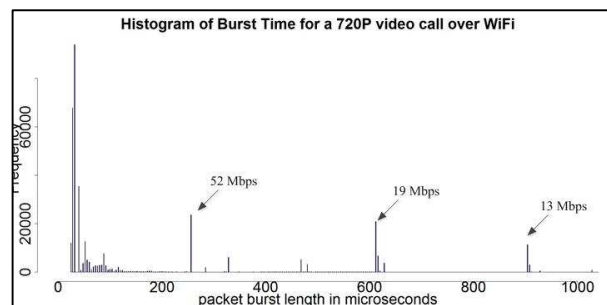 Histogram of Burst Time for a 720P video call over WiFi
Frequency
0
20000
60000
52 Mbps
19 Mbps
13 Mbps
0 200 400 600 800 1000
packet burst length in microseconds